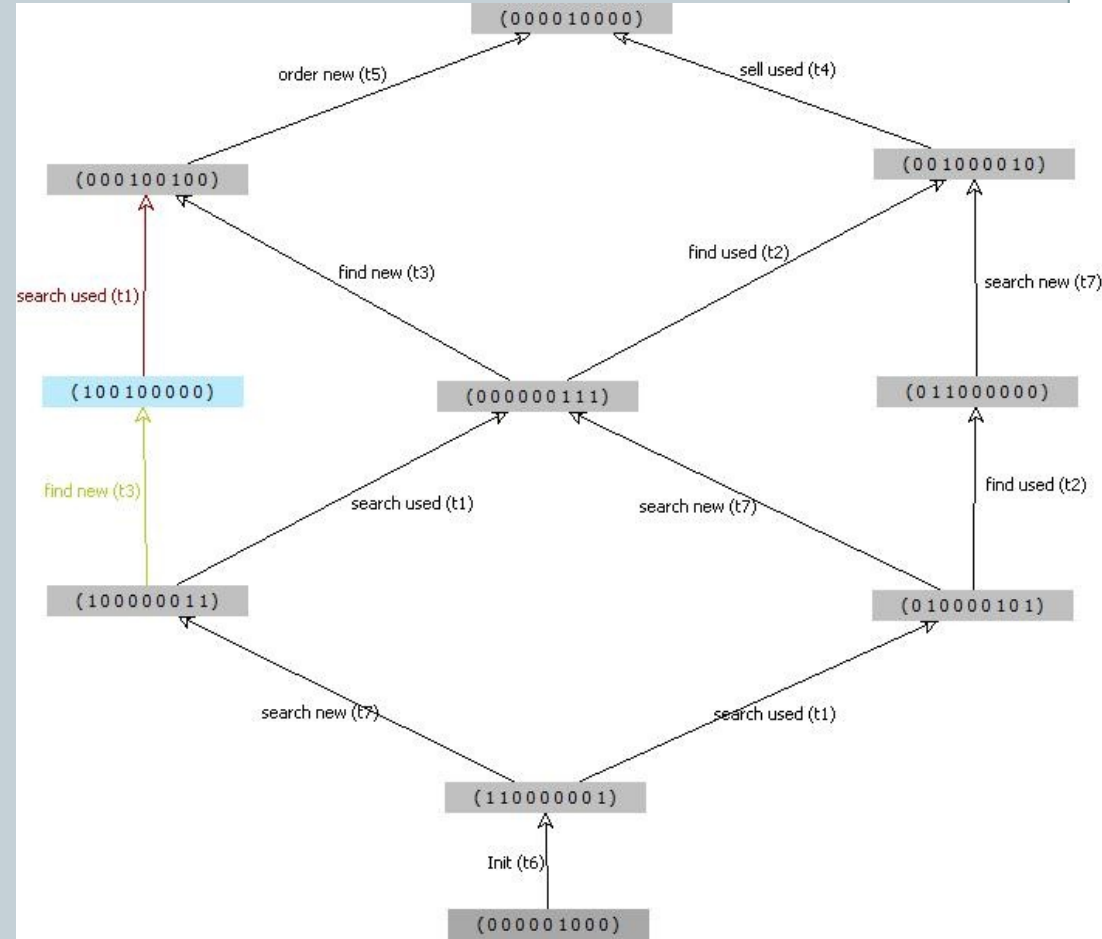 (000010000)
order new (t5)
sell used (t4)
(000100100)
(001000010)
find new (t3)
find used (t2)
search used (t1)
search new (t7)
(100100000)
(000000111)
(011000000)
find new (t3)
search used (t1)
search new (t7)
find used (t2)
(100000011)
(010000101)
search new (t7)
search used (t1)
(110000001)
Init (t6)
(000001000)